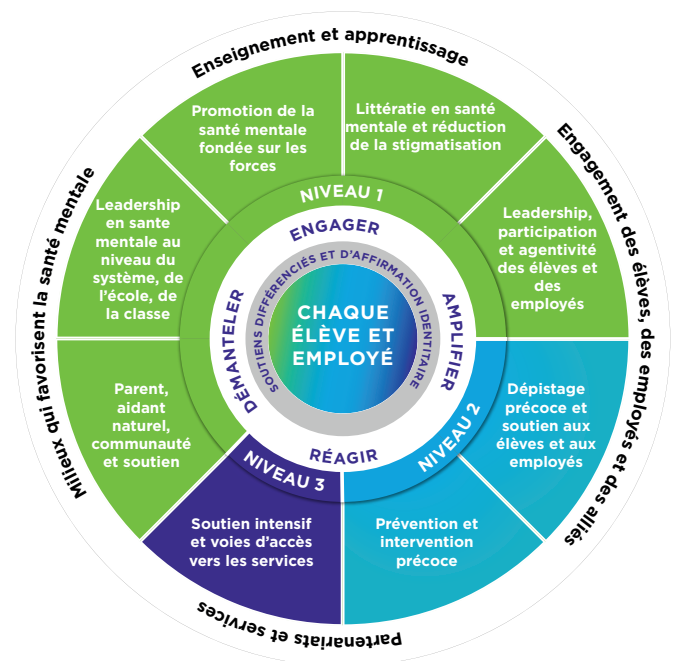 Enseignement et apprentissage
Engagement des élèves, des employés et des alliés
Partenariats et services
Milieux qui favorisent la santé mentale
Promotion de la
santé mentale
fondée sur les
forces
Littératie en santé
mentale et réduction
de la stigmatisation
Leadership,
participation
et agentivité
des élèves et
des
employés
Dépistage
précoce et
soutien aux
élèves et aux
employés
Prévention et
intervention
précoce
Soutien intensif
et voies d'accès
vers les services
Parent,
aidant
naturel,
communauté
et soutien
Leadership
en sante
mentale au
niveau du
système, de
l'école, de
la classe
NIVEAU 1
NIVEAU 2
NIVEAU 3
ENGAGER
AMPLIFIER
RÉAGIR
DÉMANTELER
SOUTIENS DIFFÉRENCIÉS ET D'AFFIRMATION IDENTITAIRE
CHAQUE
ÉLÈVE ET
EMPLOYÉ